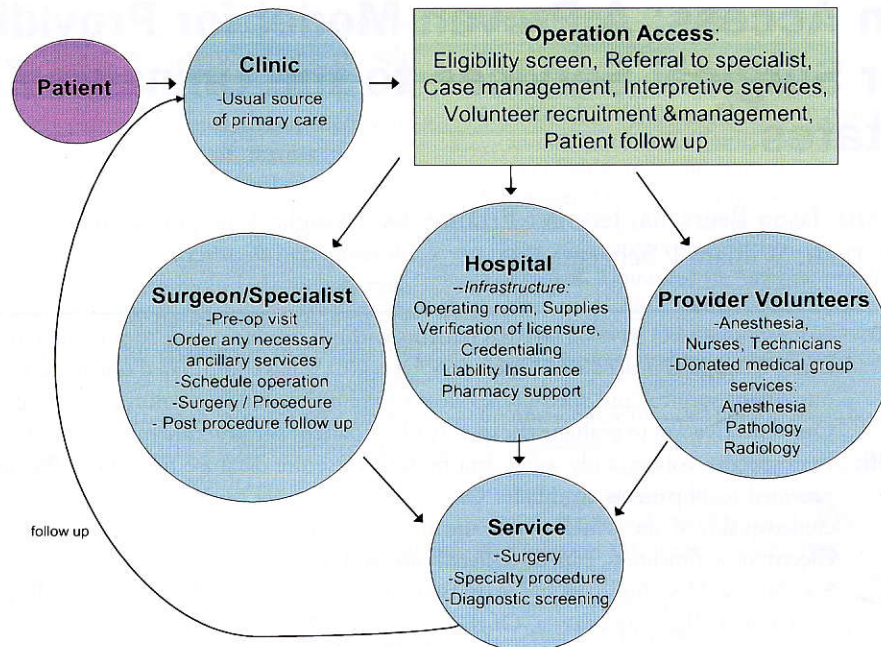 Patient
Clinic
-Usual source
of primary care
Operation Access:
Eligibility screen, Referral to specialist,
Case management, Interpretive services,
Volunteer recruitment &management,
Patient follow up
Surgeon/Specialist
-Pre-op visit
-Order any necessary
ancillary services
-Schedule operation
-Surgery / Procedure
- Post procedure follow up
Hospital
--Infrastructure:
Operating room, Supplies
Verification of licensure,
Credentialing
Liability Insurance
Pharmacy support
Provider Volunteers
-Anesthesia,
Nurses, Technicians
-Donated medical group
services:
Anesthesia
Pathology
Radiology
follow up
Service
-Surgery
-Specialty procedure
-Diagnostic screening